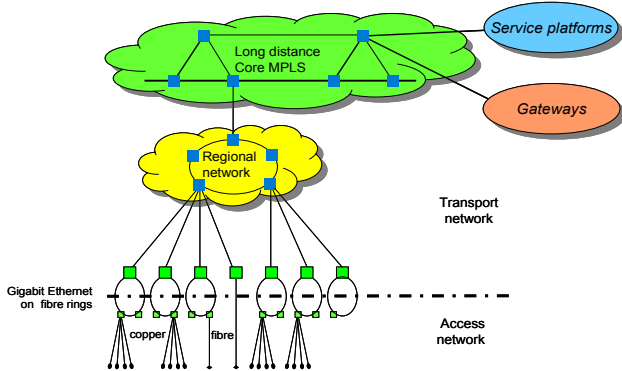 Service platforms
Long distance
Core MPLS
Gateways
Regional
network
Transport
network
Gigabit Ethernet
on fibre rings
copper
fibre
Access
network